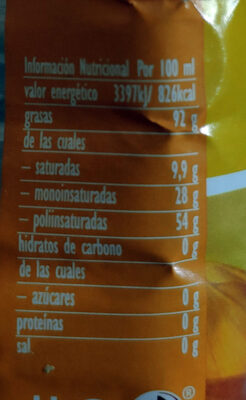 Información Nutricional Por 100 ml
valor energético 3397kJ/ 826kcal
grasas 92 g
de las cuales
– saturadas 9,9 g
– monoinsaturadas 28 g
– poliinsaturadas 54 g
hidratos de carbono 0 g
de las cuales
– azúcares 0 g
proteínas 0 g
sal 0 g
®